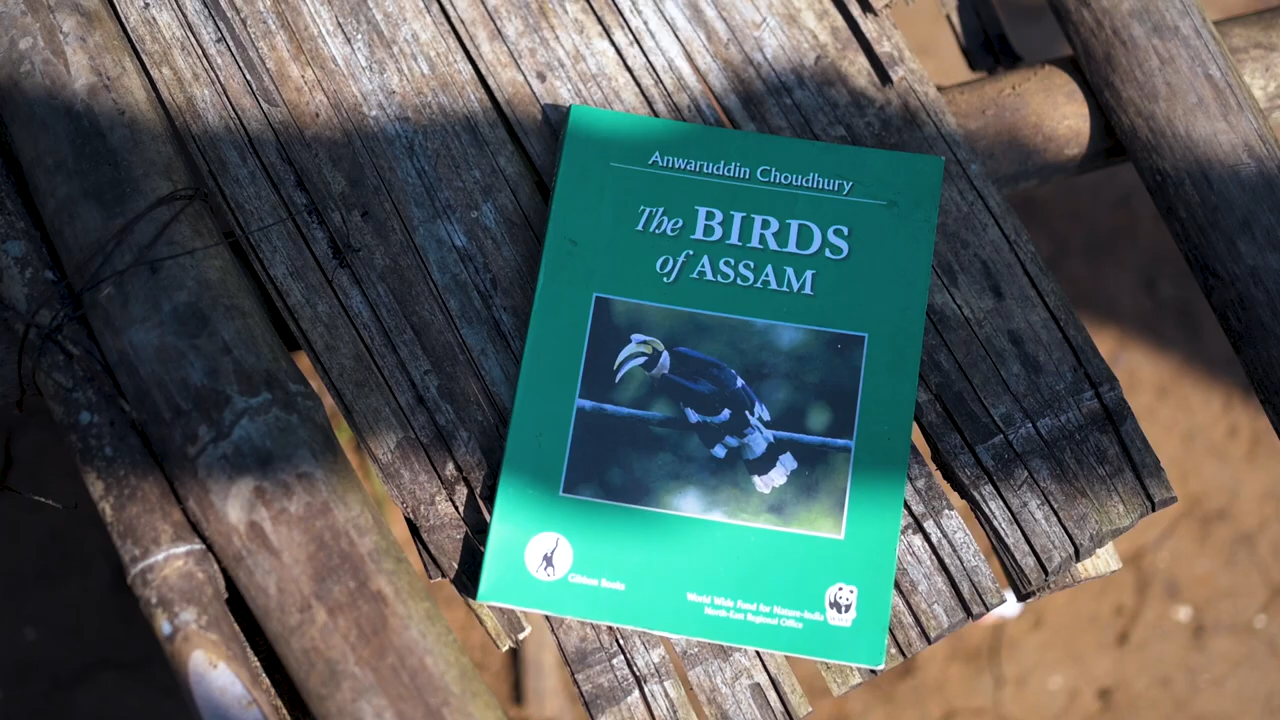 Anwaruddin Choudhury
The BIRDS
of ASSAM
Gibbon Books
World Wide Fund for Nature-India
North-East Regional Office
WWF